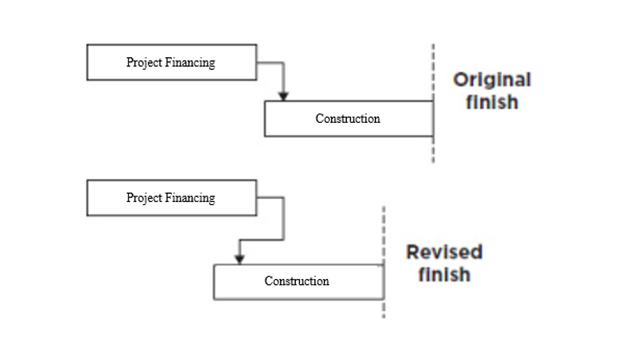 Project Financing
Original
finish
Construction
Project Financing
Revised
finish
Construction